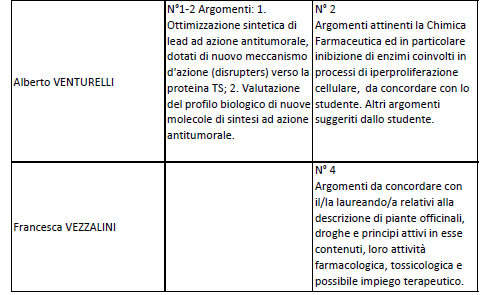 N°1-2 Argomenti: 1.
Ottimizzazione sintetica di
lead ad azione antitumorale,
dotati di nuovo meccanismo
d'azione (disrupters) verso la
proteina TS; 2. Valutazione
del profilo biologico di nuove
molecole di sintesi ad azione
antitumorale.
N° 2
Argomenti attinenti la Chimica
Farmaceutica ed in particolare
inibizione di enzimi coinvolti in
processi di iperproliferazione
cellulare,  da concordare con lo
studente. Altri argomenti
suggeriti dallo studente.
Alberto VENTURELLI
N° 4
Argomenti da concordare con
il/la laureando/a relativi alla
descrizione di piante officinali,
droghe e principi attivi in esse
contenuti, loro attività
farmacologica, tossicologica e
possibile impiego terapeutico.
Francesca VEZZALINI